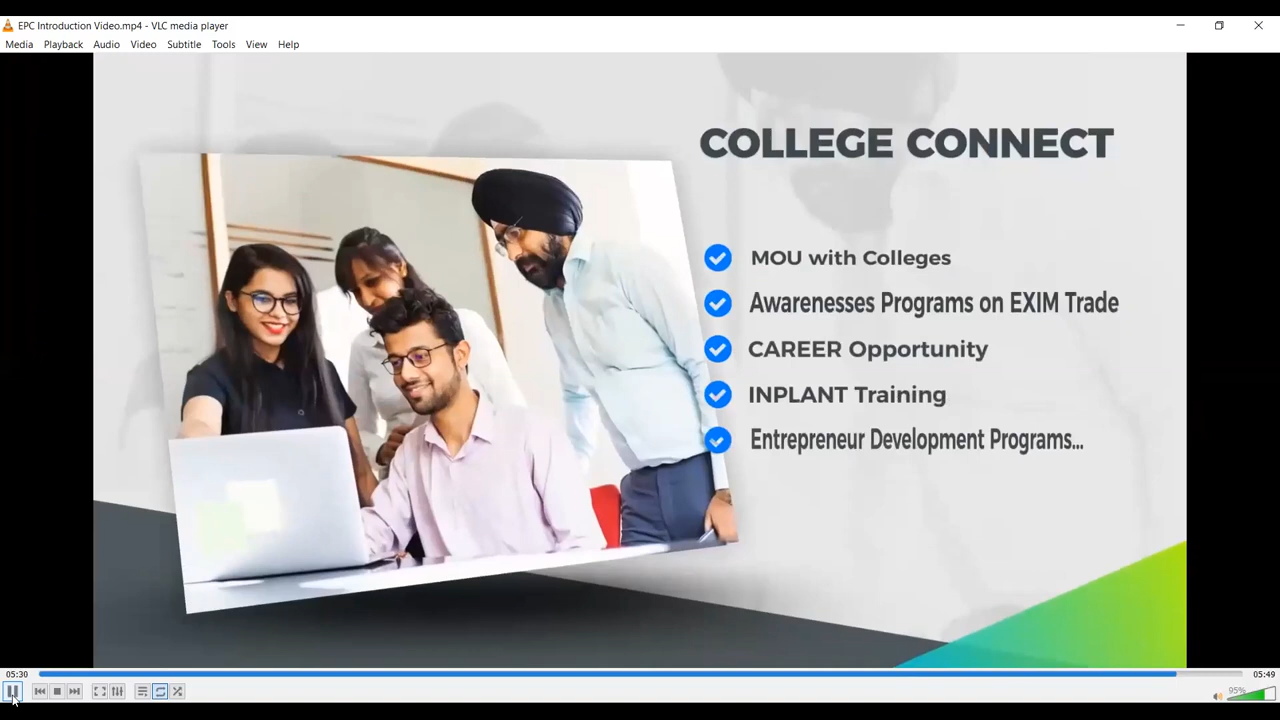 EPC Introduction Video.mp4 - VLC media player
Media Playback Audio Video Subtitle Tools View Help
COLLEGE CONNECT
MOU with Colleges
Awarenesses Programs on EXIM Trade
CAREER Opportunity
INPLANT Training
Entrepreneur Development Programs...
05:30
05:49
95%